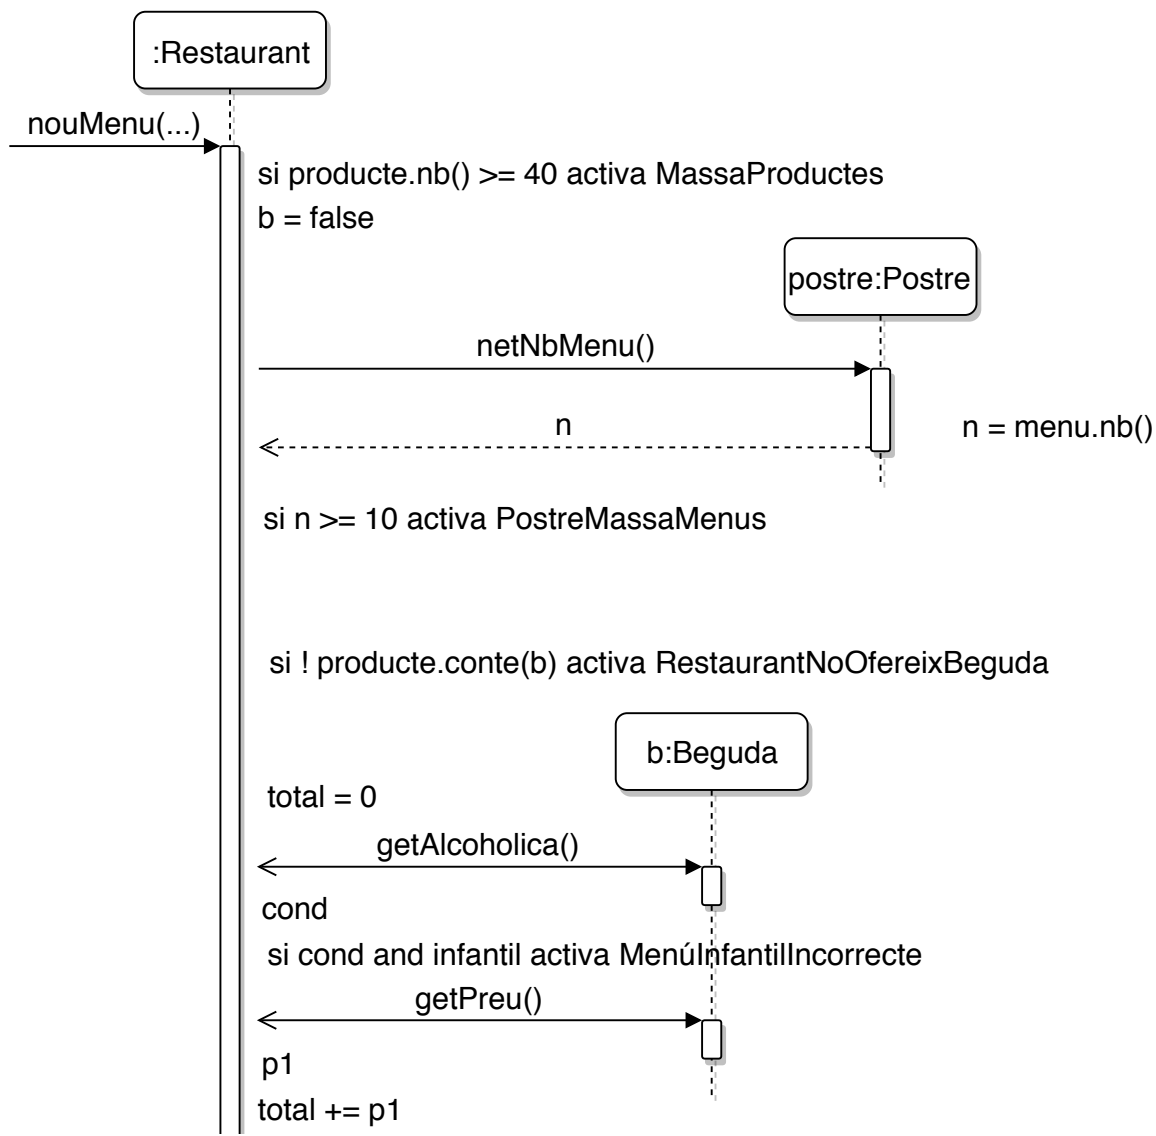 :Restaurant
nouMenu(...)
si producte.nb() >= 40 activa MassaProductes
b = false
postre:Postre
netNbMenu()
n
n = menu.nb()
si n >= 10 activa PostreMassaMenus
si ! producte.conte(b) activa RestaurantNoOfereixBeguda
b:Beguda
total = 0
getAlcoholica()
cond
si cond and infantil activa MenúInfantilIncorrecte
getPreu()
p1
total += p1